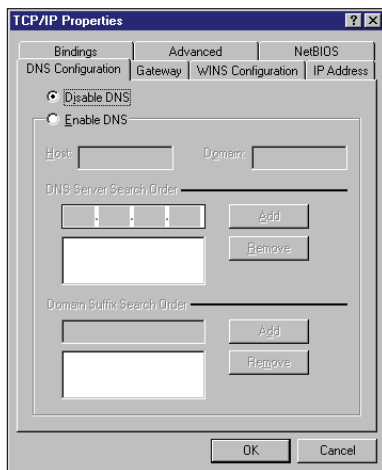 TCP/IP Properties
Bindings Advanced NetBIOS
DNS Configuration Gateway WINS Configuration IP Address
Disable DNS
Enable DNS
Host: Domain:
DNS Server Search Order
Add
Remove
Domain Suffix Search Order
Add
Remove
OK Cancel